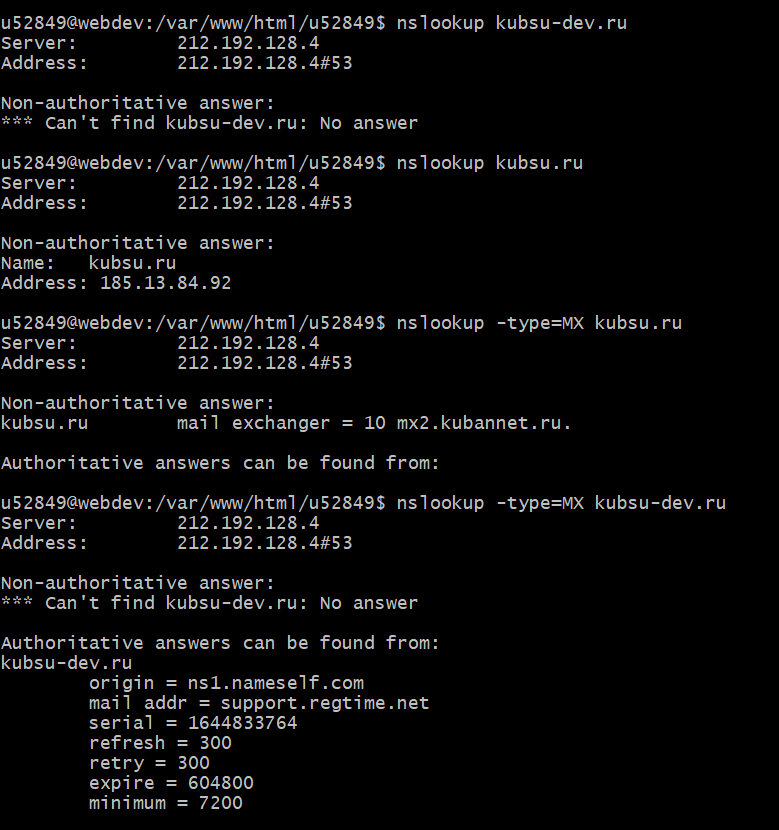 u52849@webdev:/var/www/html/u52849$ nslookup kubsu-dev.ru
Server:         212.192.128.4
Address:        212.192.128.4#53
Non-authoritative answer:
*** Can't find kubsu-dev.ru: No answer
u52849@webdev:/var/www/html/u52849$ nslookup kubsu.ru
Server:         212.192.128.4
Address:        212.192.128.4#53
Non-authoritative answer:
Name:   kubsu.ru
Address: 185.13.84.92
u52849@webdev:/var/www/html/u52849$ nslookup -type=MX kubsu.ru
Server:         212.192.128.4
Address:        212.192.128.4#53
Non-authoritative answer:
kubsu.ru        mail exchanger = 10 mx2.kubannet.ru.
Authoritative answers can be found from:
u52849@webdev:/var/www/html/u52849$ nslookup -type=MX kubsu-dev.ru
Server:         212.192.128.4
Address:        212.192.128.4#53
Non-authoritative answer:
*** Can't find kubsu-dev.ru: No answer
Authoritative answers can be found from:
kubsu-dev.ru
        origin = ns1.nameself.com
        mail addr = support.regtime.net
        serial = 1644833764
        refresh = 300
        retry = 300
        expire = 604800
        minimum = 7200